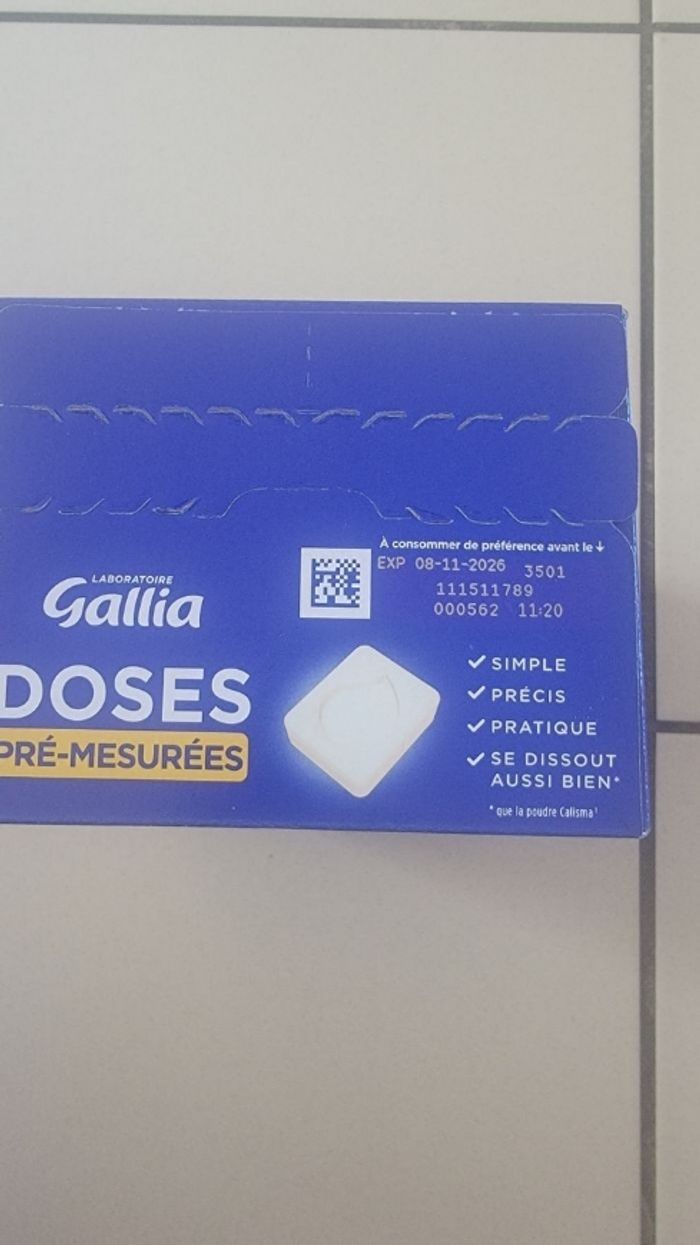 À consommer de préférence avant le ↓
EXP 08-11-2026 3501
111511789
000562 11:20
LABORATOIRE
Gallia
DOSES
PRÉ-MESURÉES
✓ SIMPLE
✓ PRÉCIS
✓ PRATIQUE
✓ SE DISSOUT
AUSSI BIEN*
* que la poudre Calisma¹